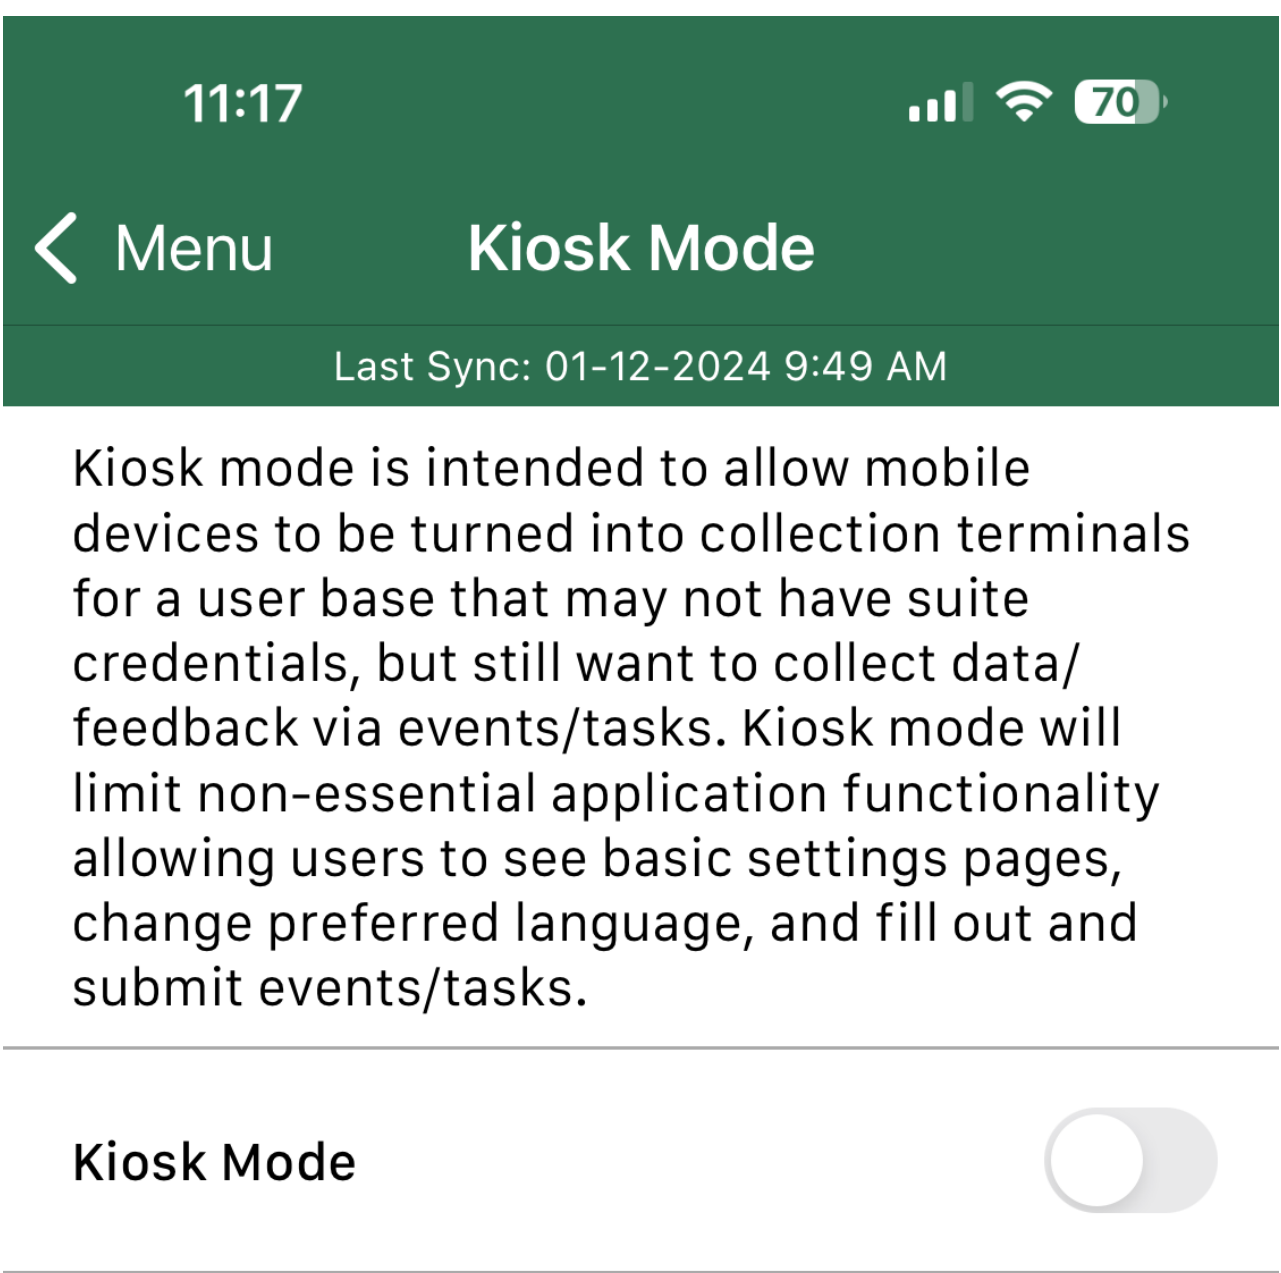 11:17 70
Menu Kiosk Mode
Last Sync: 01-12-2024 9:49 AM
Kiosk mode is intended to allow mobile
devices to be turned into collection terminals
for a user base that may not have suite
credentials, but still want to collect data/
feedback via events/tasks. Kiosk mode will
limit non-essential application functionality
allowing users to see basic settings pages,
change preferred language, and fill out and
submit events/tasks.
Kiosk Mode